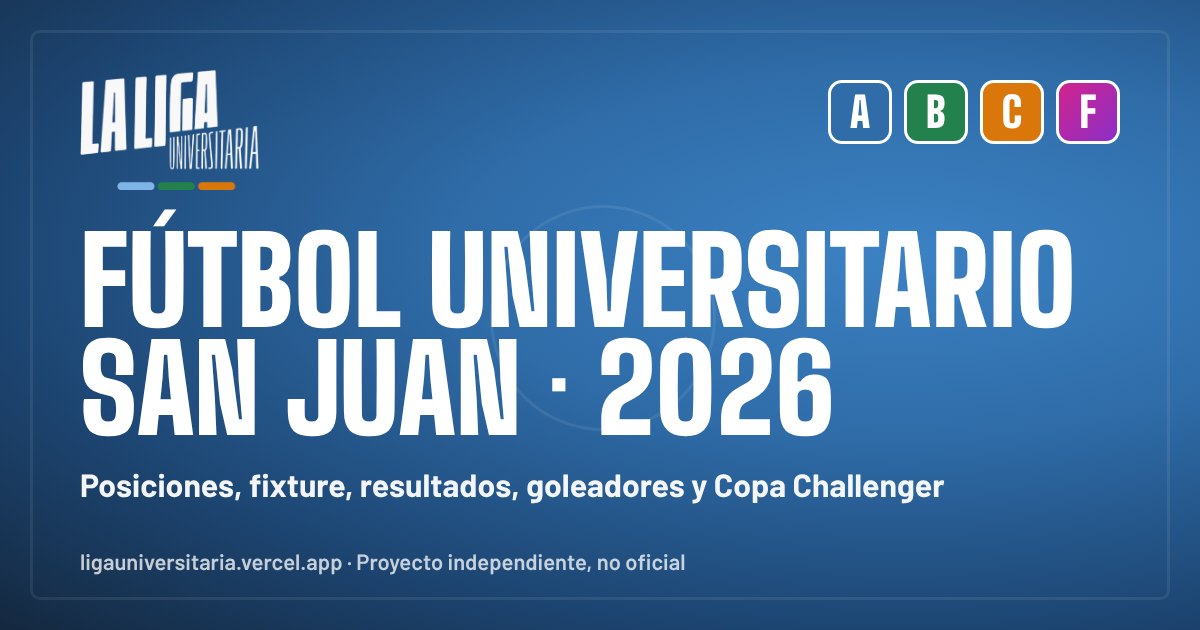 LA LIGA
UNIVERSITARIA
A B C F
FÚTBOL UNIVERSITARIO
SAN JUAN · 2026
Posiciones, fixture, resultados, goleadores y Copa Challenger
ligauniversitaria.vercel.app · Proyecto independiente, no oficial